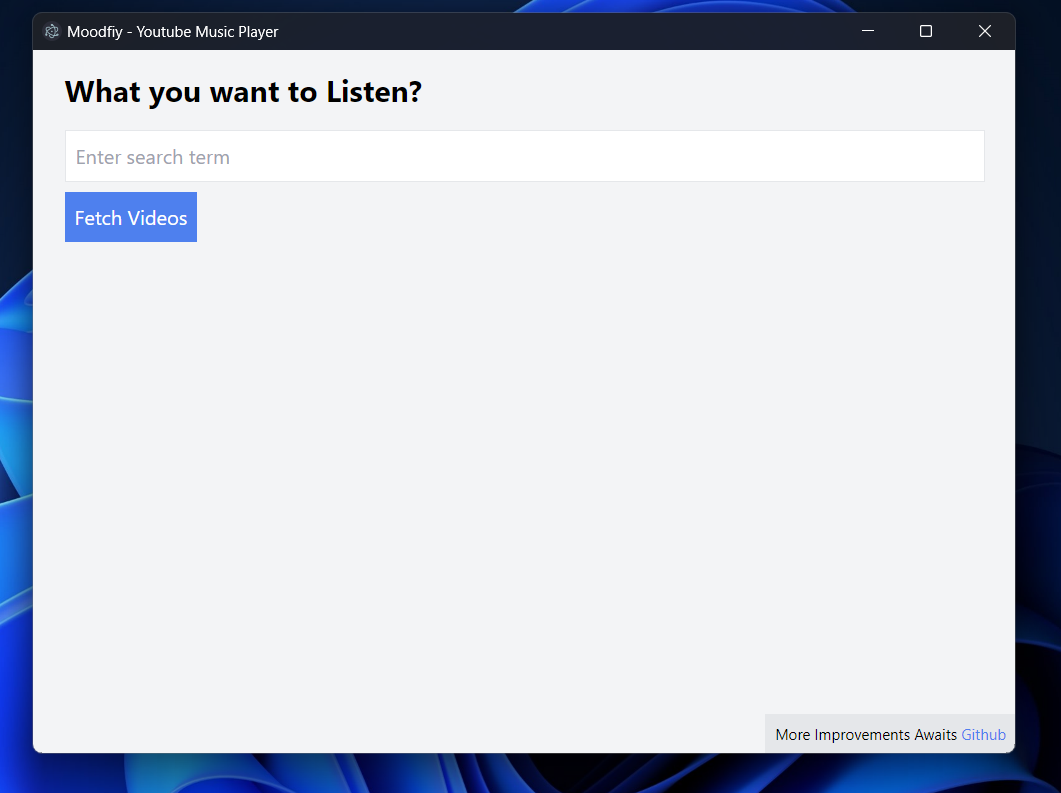 Moodfiy - Youtube Music Player
What you want to Listen?
Enter search term
Fetch Videos
More Improvements Awaits Github